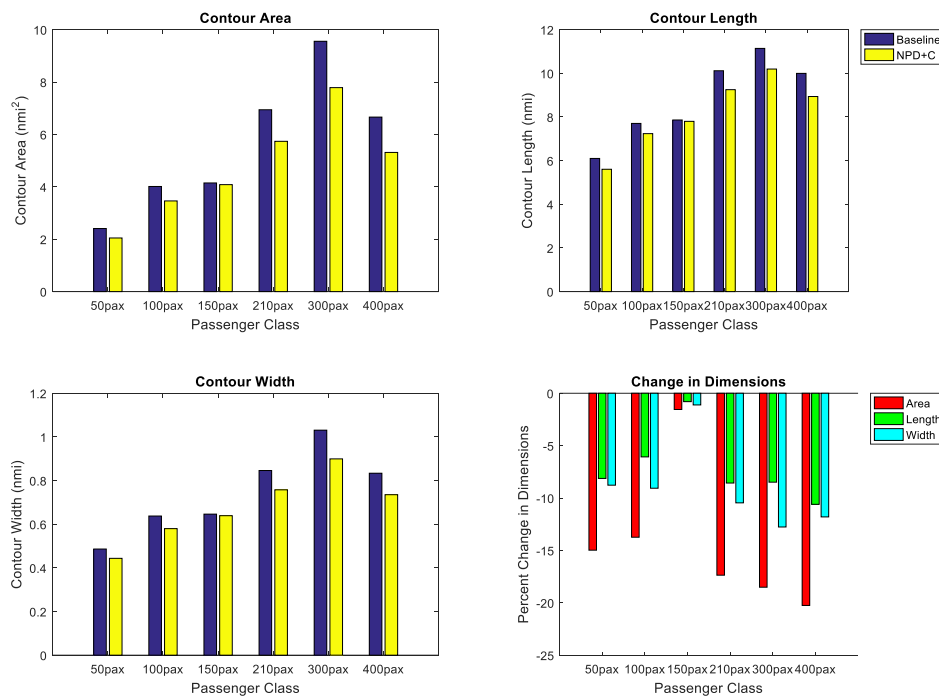 Contour Area
10
8
6
4
2
0
Contour Area (nmi²)
50pax 100pax 150pax 210pax 300pax 400pax
Passenger Class
Contour Length
12
10
8
6
4
2
0
Contour Length (nmi)
50pax 100pax 150pax 210pax 300pax 400pax
Passenger Class
Baseline
NPD+C
Contour Width
1.2
1
0.8
0.6
0.4
0.2
0
Contour Width (nmi)
50pax 100pax 150pax 210pax 300pax 400pax
Passenger Class
Change in Dimensions
0
-5
-10
-15
-20
-25
Percent Change in Dimensions
50pax 100pax 150pax 210pax 300pax 400pax
Passenger Class
Area
Length
Width